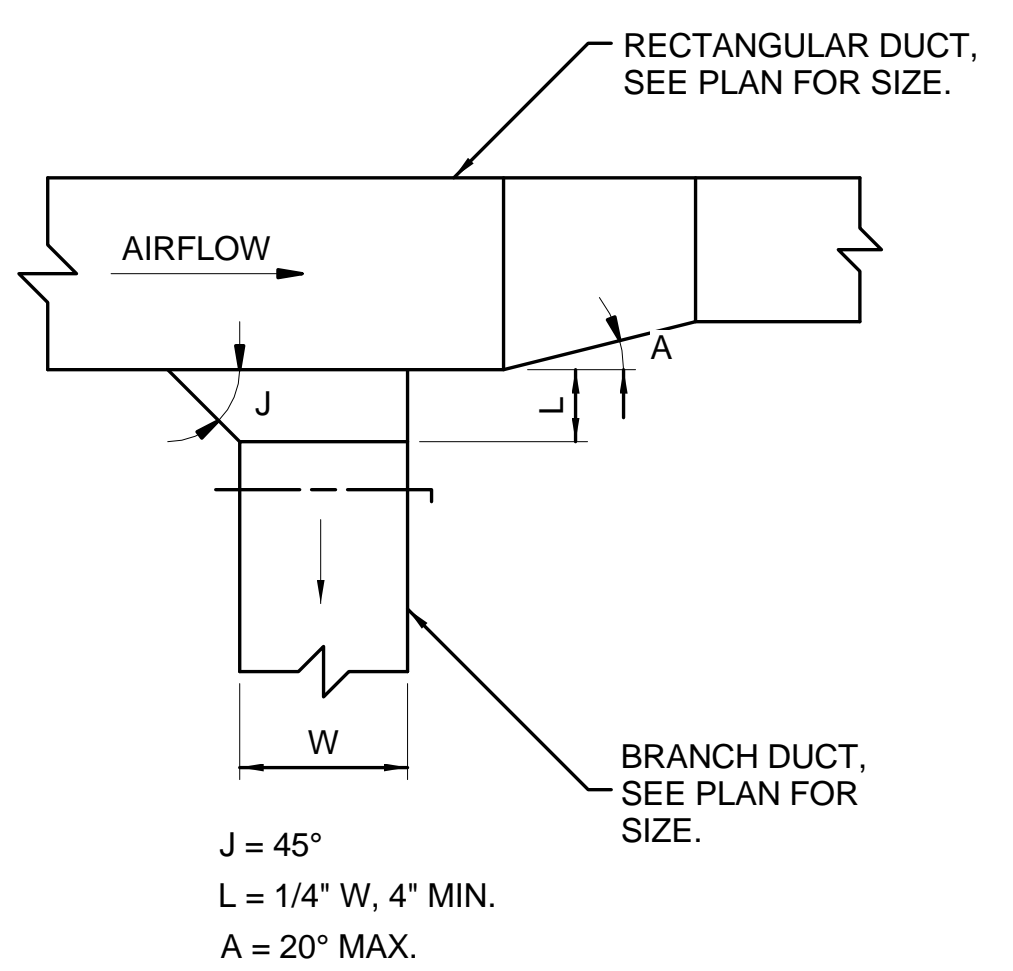 RECTANGULAR DUCT,
SEE PLAN FOR SIZE.
AIRFLOW
A
J
L
W
BRANCH DUCT,
SEE PLAN FOR
SIZE.
J = 45°
L = 1/4" W, 4" MIN.
A = 20° MAX.